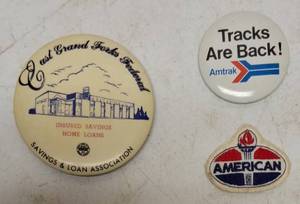 East Grand Forks Federal
INSURED SAVINGS
HOME LOANS
SAVINGS & LOAN ASSOCIATION
Tracks
Are Back!
Amtrak
AMERICAN